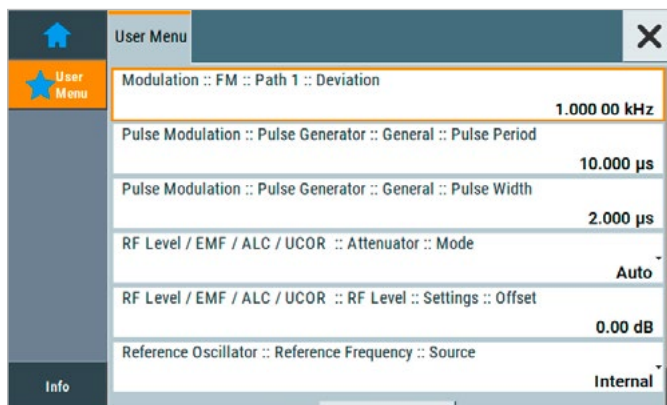 User Menu
User
Menu
Modulation :: FM :: Path 1 :: Deviation
1.000 00 kHz
Pulse Modulation :: Pulse Generator :: General :: Pulse Period
10.000 µs
Pulse Modulation :: Pulse Generator :: General :: Pulse Width
2.000 µs
RF Level / EMF / ALC / UCOR :: Attenuator :: Mode
Auto
RF Level / EMF / ALC / UCOR :: RF Level :: Settings :: Offset
0.00 dB
Reference Oscillator :: Reference Frequency :: Source
Internal
Info